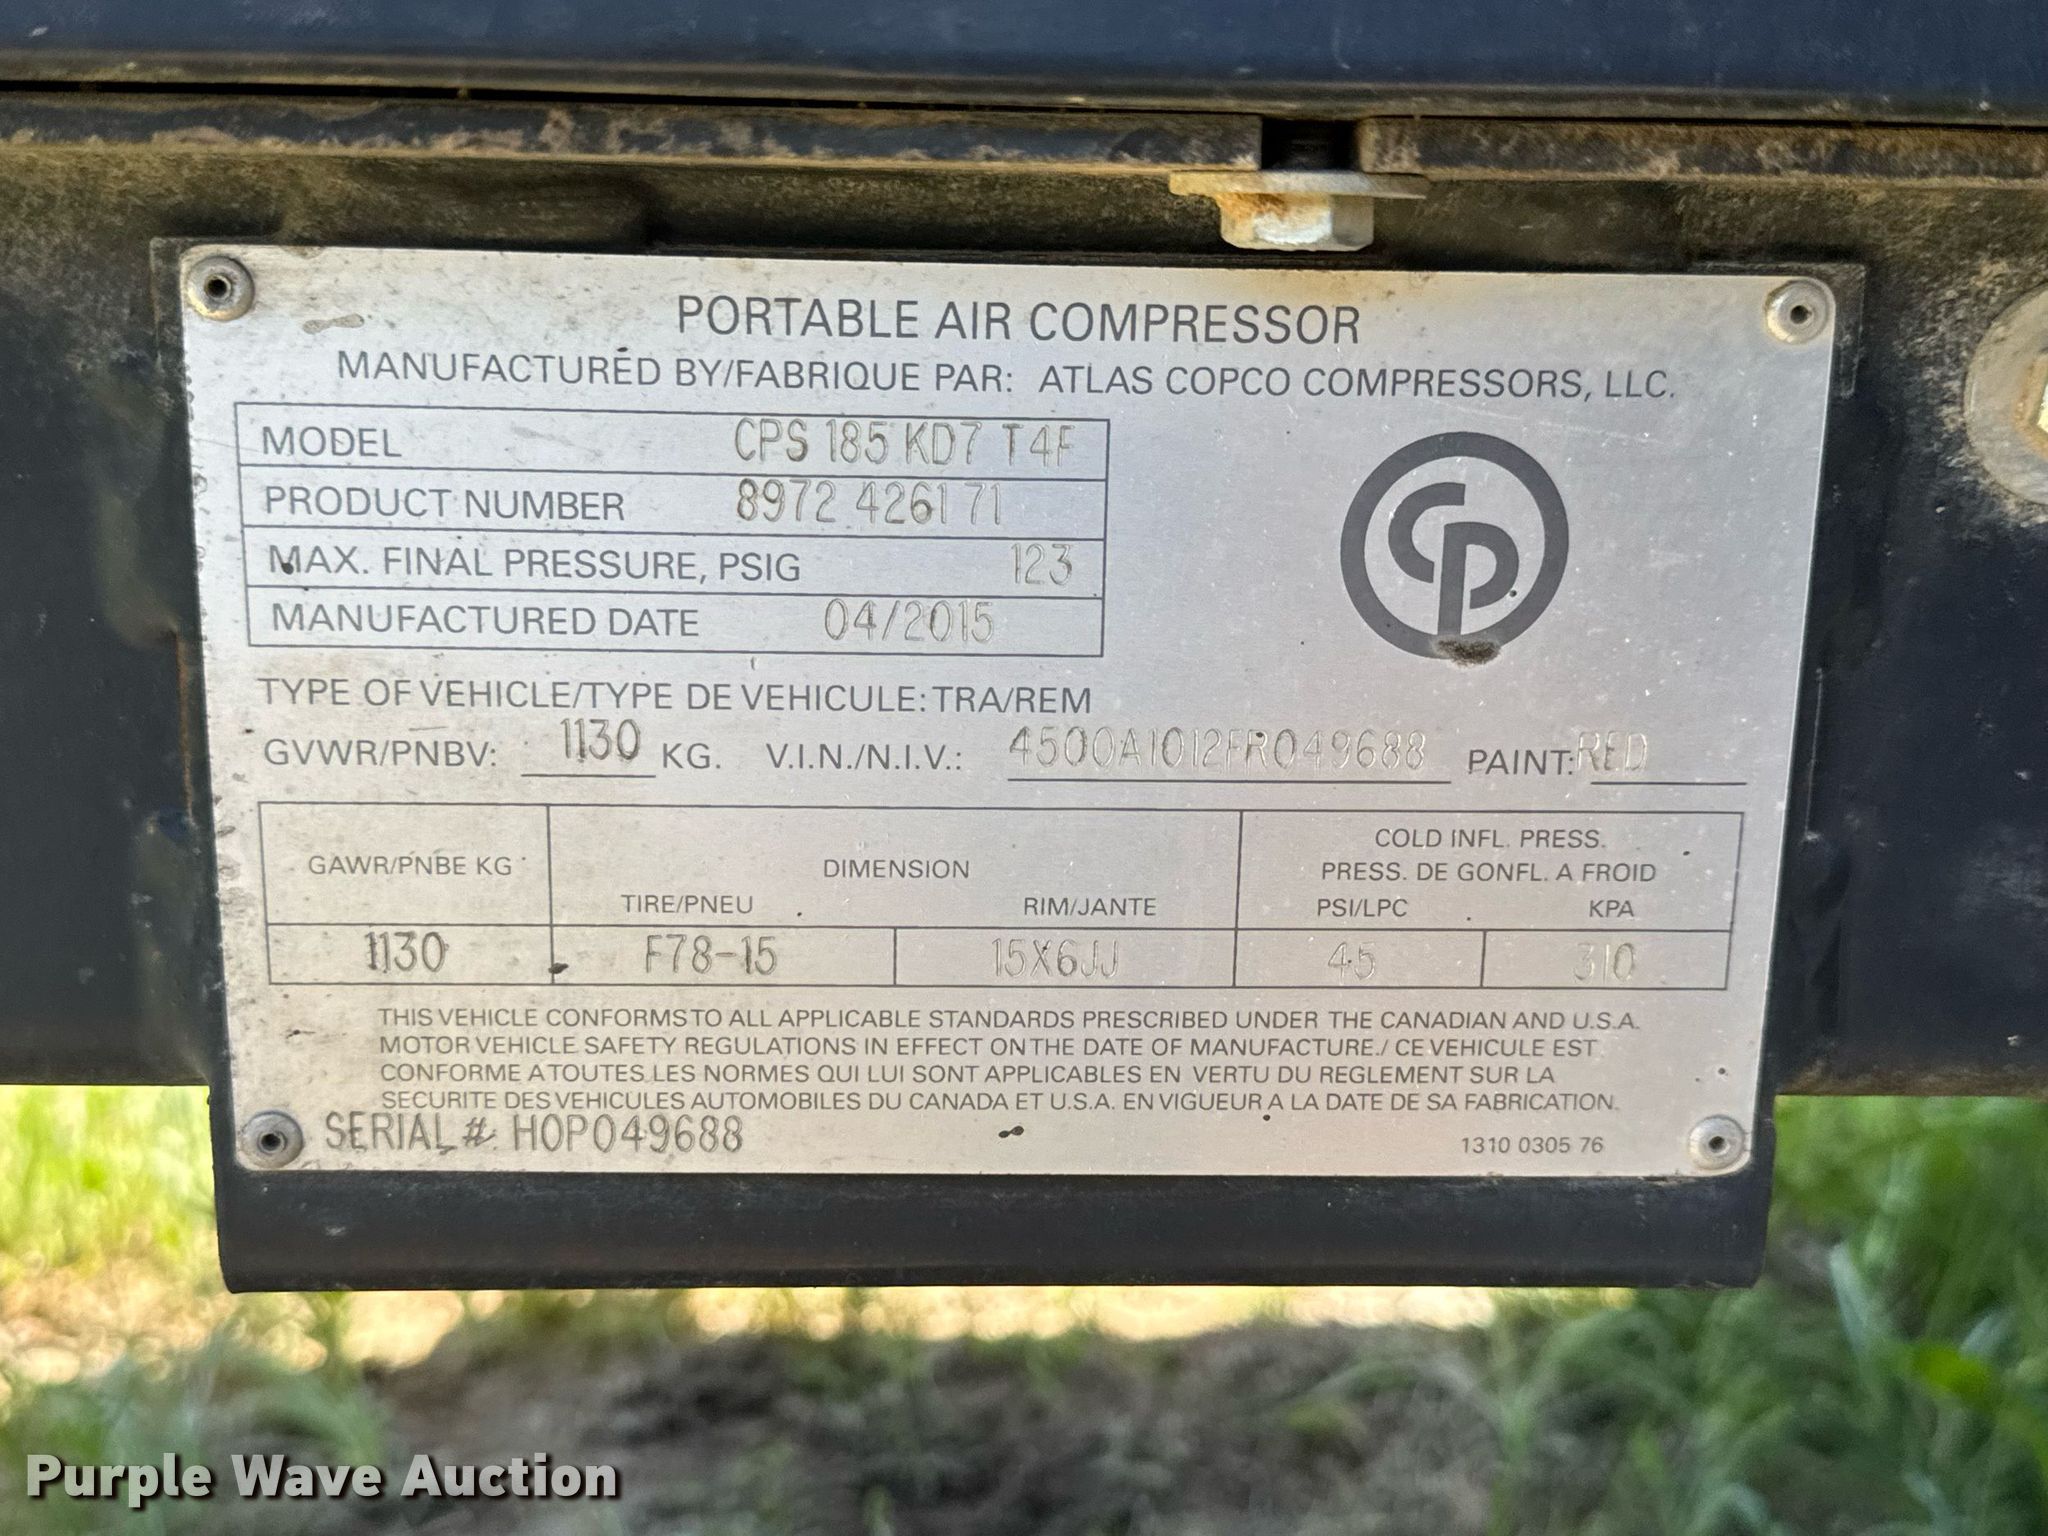 PORTABLE AIR COMPRESSOR
MANUFACTURED BY/FABRIQUE PAR: ATLAS COPCO COMPRESSORS, LLC.
MODEL CPS 185 KD7 T4F
PRODUCT NUMBER 8972 4261 71
MAX. FINAL PRESSURE, PSIG 123
MANUFACTURED DATE 04/2015
CP
TYPE OF VEHICLE/TYPE DE VEHICULE: TRA/REM
GVWR/PNBV: 1130 KG. V.I.N./N.I.V.: 4500A1012FR049688 PAINT: RED
COLD INFL. PRESS.
GAWR/PNBE KG DIMENSION PRESS. DE GONFL. A FROID
TIRE/PNEU RIM/JANTE PSI/LPC KPA
1130 F78-15 15X6JJ 45 310
THIS VEHICLE CONFORMS TO ALL APPLICABLE STANDARDS PRESCRIBED UNDER THE CANADIAN AND U.S.A.
MOTOR VEHICLE SAFETY REGULATIONS IN EFFECT ON THE DATE OF MANUFACTURE./ CE VEHICULE EST
CONFORME A TOUTES LES NORMES QUI LUI SONT APPLICABLES EN VERTU DU REGLEMENT SUR LA
SECURITE DES VEHICULES AUTOMOBILES DU CANADA ET U.S.A. EN VIGUEUR A LA DATE DE SA FABRICATION.
SERIAL# HOP049688
1310 0305 76
Purple Wave Auction